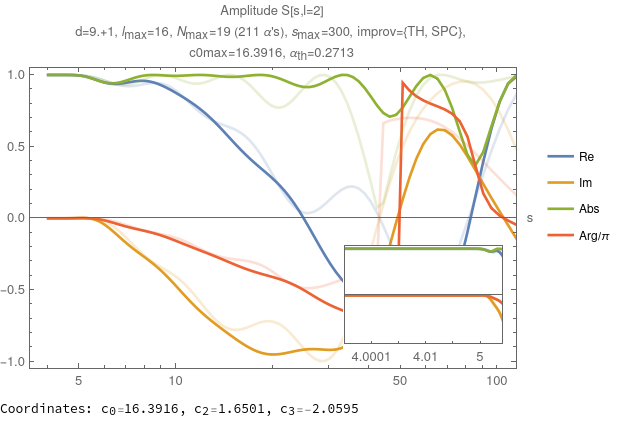 Amplitude S[s,l=2]
d=9.+1, lmax=16, Nmax=19 (211 α's), smax=300, improv={TH, SPC},
c0max=16.3916, αth=0.2713
1.0
0.5
0.0
−0.5
−1.0
s
Re
Im
Abs
Arg/π
4.0001 4.01 5
5 10 50 100
Coordinates: c0=16.3916, c2=1.6501, c3=−2.0595